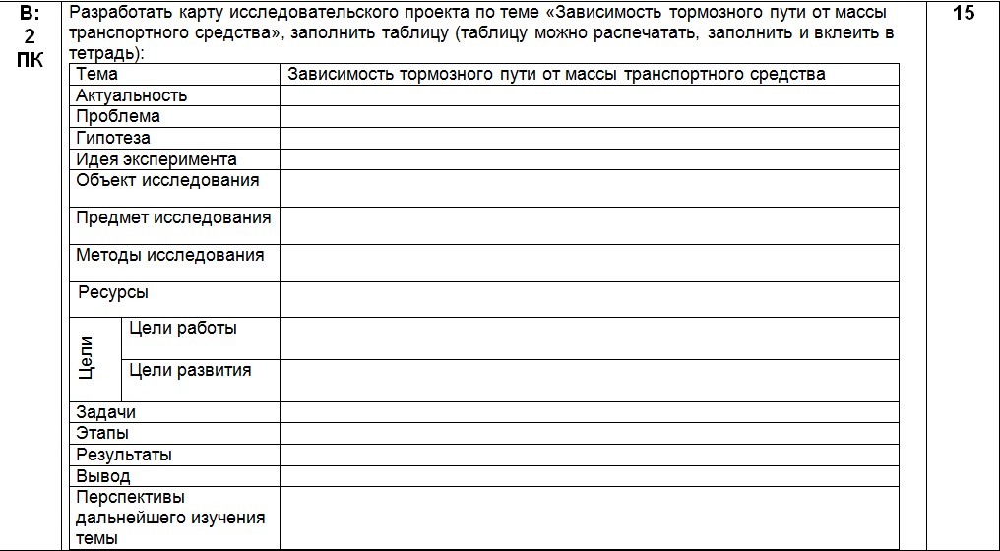 В:
2
ПК
Разработать карту исследовательского проекта по теме «Зависимость тормозного пути от массы
транспортного средства», заполнить таблицу (таблицу можно распечатать, заполнить и вклеить в
тетрадь):
15
Тема Зависимость тормозного пути от массы транспортного средства
Актуальность
Проблема
Гипотеза
Идея эксперимента
Объект исследования
Предмет исследования
Методы исследования
Ресурсы
Цели
Цели работы
Цели развития
Задачи
Этапы
Результаты
Вывод
Перспективы
дальнейшего изучения
темы